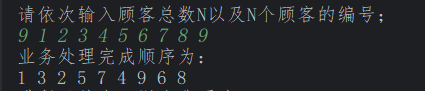 请依次输入顾客总数N以及N个顾客的编号；
9 1 2 3 4 5 6 7 8 9
业务处理完成顺序为：
1 3 2 5 7 4 9 6 8